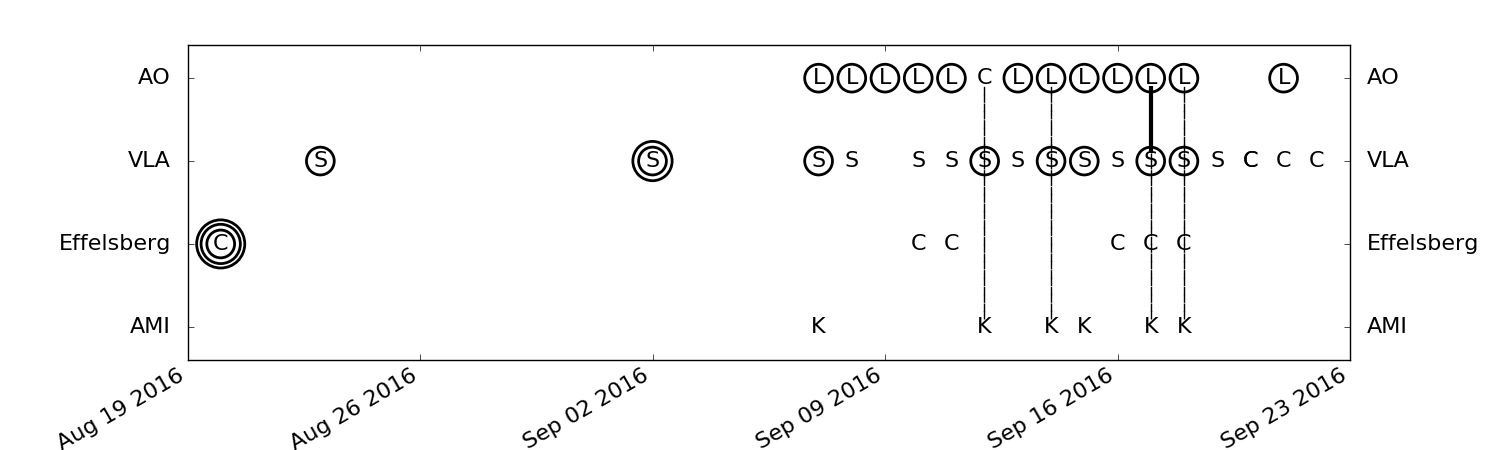 AO L L L L L C L L L L L L L AO
VLA S S S S S S S S S S S S S S C C C VLA
Effelsberg C C C C C C Effelsberg
AMI K K K K K K AMI
Aug 19 2016 Aug 26 2016 Sep 02 2016 Sep 09 2016 Sep 16 2016 Sep 23 2016